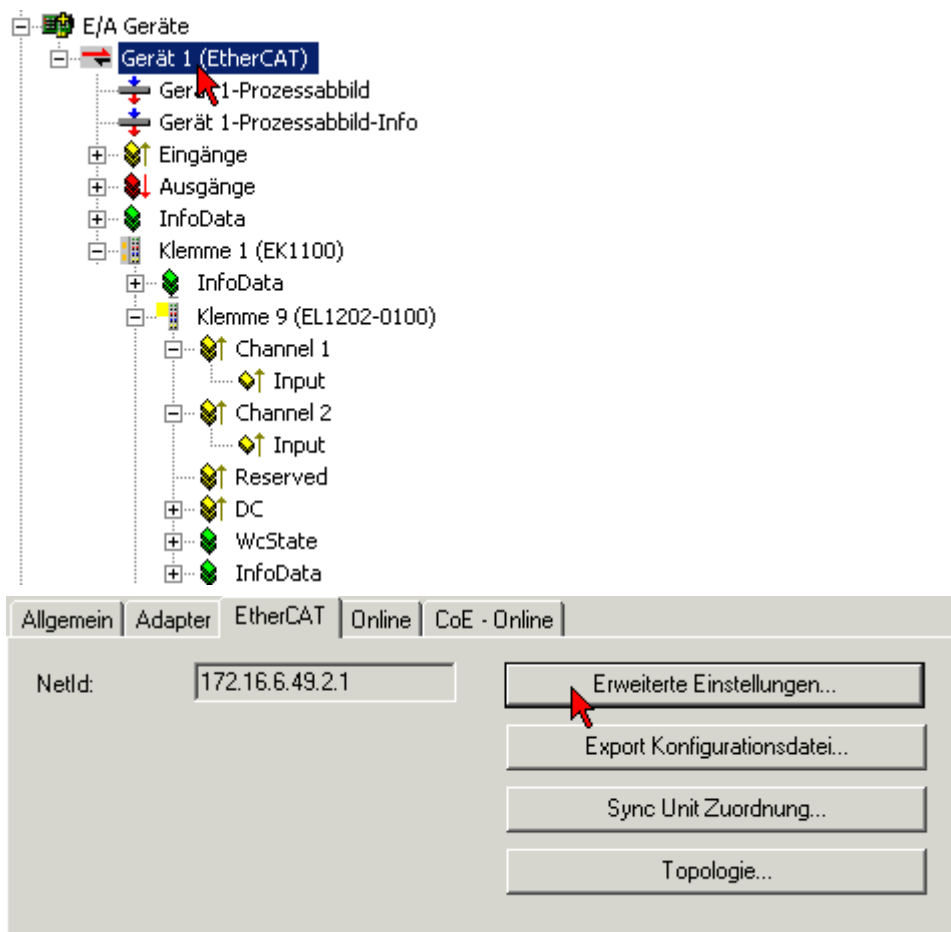 E/A Geräte
Gerät 1 (EtherCAT)
Gerät 1-Prozessabbild
Gerät 1-Prozessabbild-Info
Eingänge
Ausgänge
InfoData
Klemme 1 (EK1100)
InfoData
Klemme 9 (EL1202-0100)
Channel 1
Input
Channel 2
Input
Reserved
DC
WcState
InfoData
Allgemein Adapter EtherCAT Online CoE - Online
NetId: 172.16.6.49.2.1 Erweiterte Einstellungen...
Export Konfigurationsdatei...
Sync Unit Zuordnung...
Topologie...